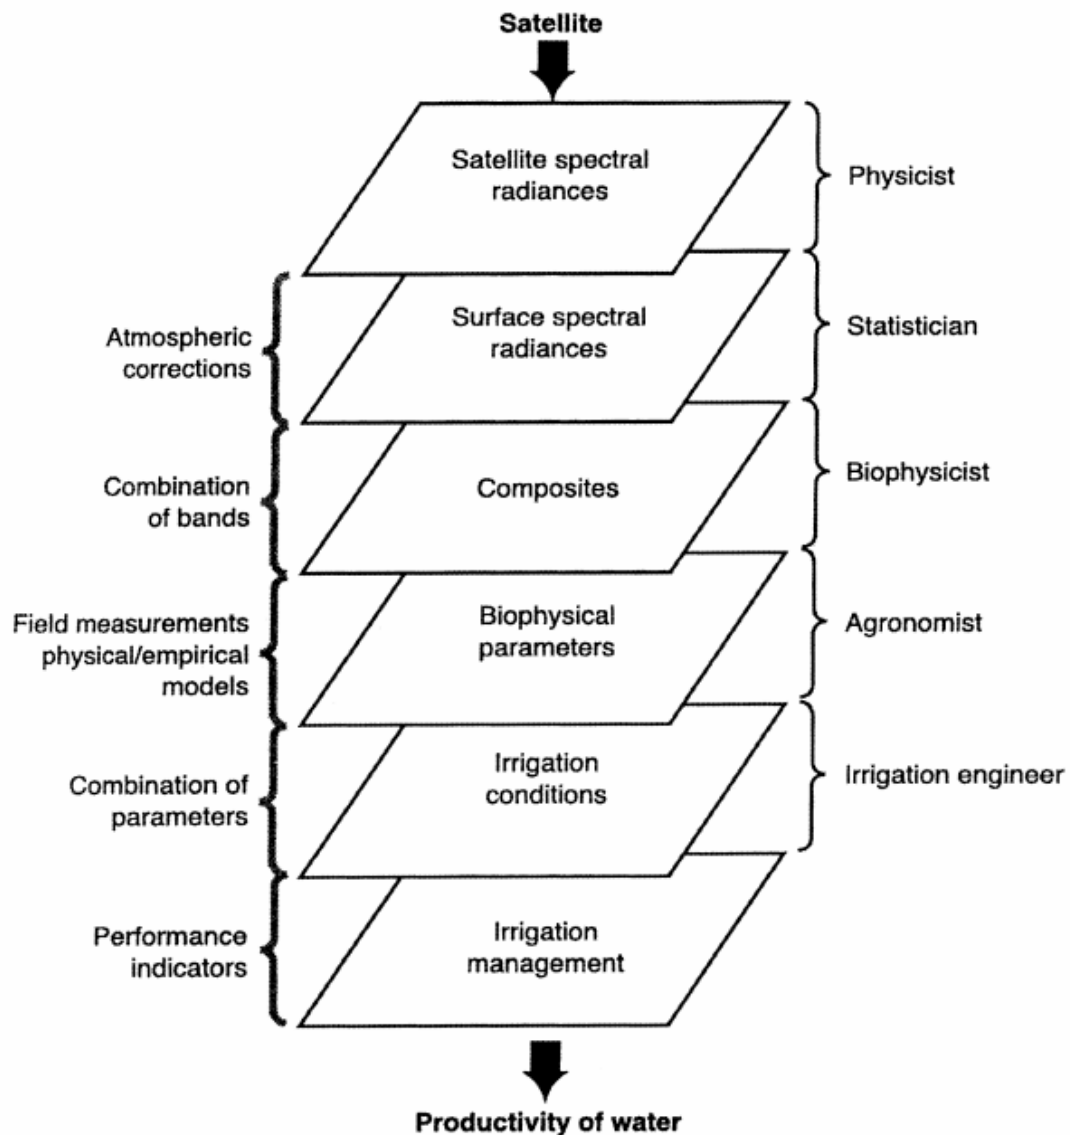 Satellite
Satellite spectral
radiances
Physicist
Surface spectral
radiances
Statistician
Atmospheric
corrections
Composites
Biophysicist
Combination
of bands
Biophysical
parameters
Agronomist
Field measurements
physical/empirical
models
Irrigation
conditions
Irrigation engineer
Combination of
parameters
Irrigation
management
Performance
indicators
Productivity of water